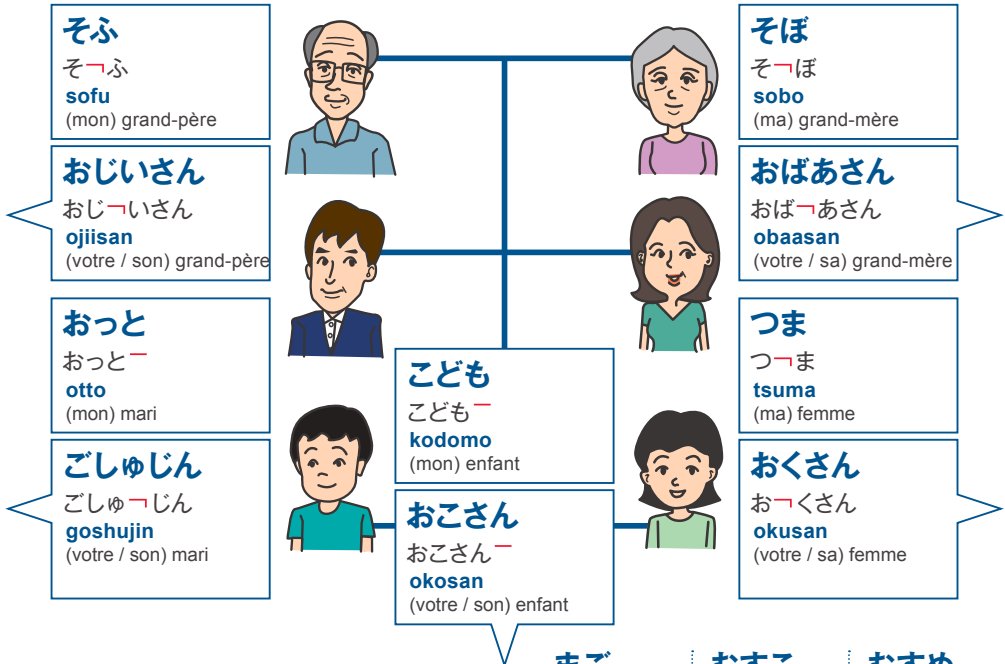 そふ
そ¬ふ
sofu
(mon) grand-père
おじいさん
おじ¬いさん
ojiisan
(votre / son) grand-père
おっと
おっと¯
otto
(mon) mari
ごしゅじん
ごしゅ¬じん
goshujin
(votre / son) mari
こども
こども¯
kodomo
(mon) enfant
おこさん
おこさん¯
okosan
(votre / son) enfant
そぼ
そ¬ぼ
sobo
(ma) grand-mère
おばあさん
おば¬あさん
obaasan
(votre / sa) grand-mère
つま
つ¬ま
tsuma
(ma) femme
おくさん
お¬くさん
okusan
(votre / sa) femme